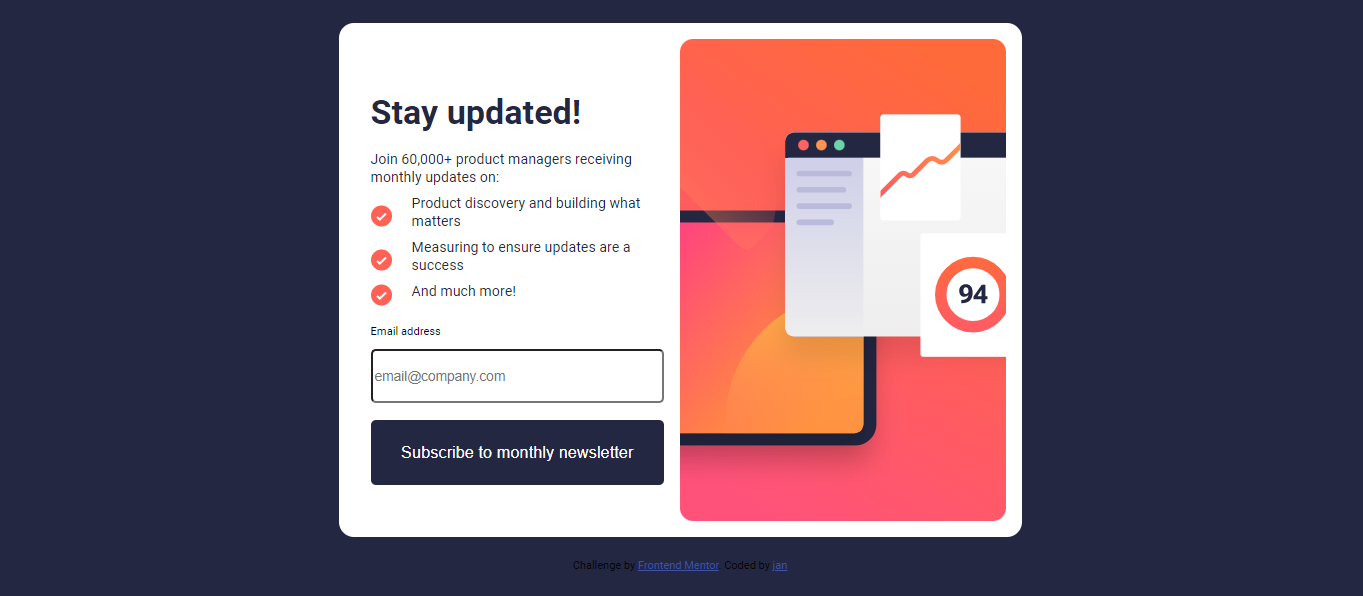 Stay updated!
Join 60,000+ product managers receiving
monthly updates on:
Product discovery and building what
matters
Measuring to ensure updates are a
success
And much more!
Email address
email@company.com
Subscribe to monthly newsletter
94
Challenge by Frontend Mentor. Coded by jan